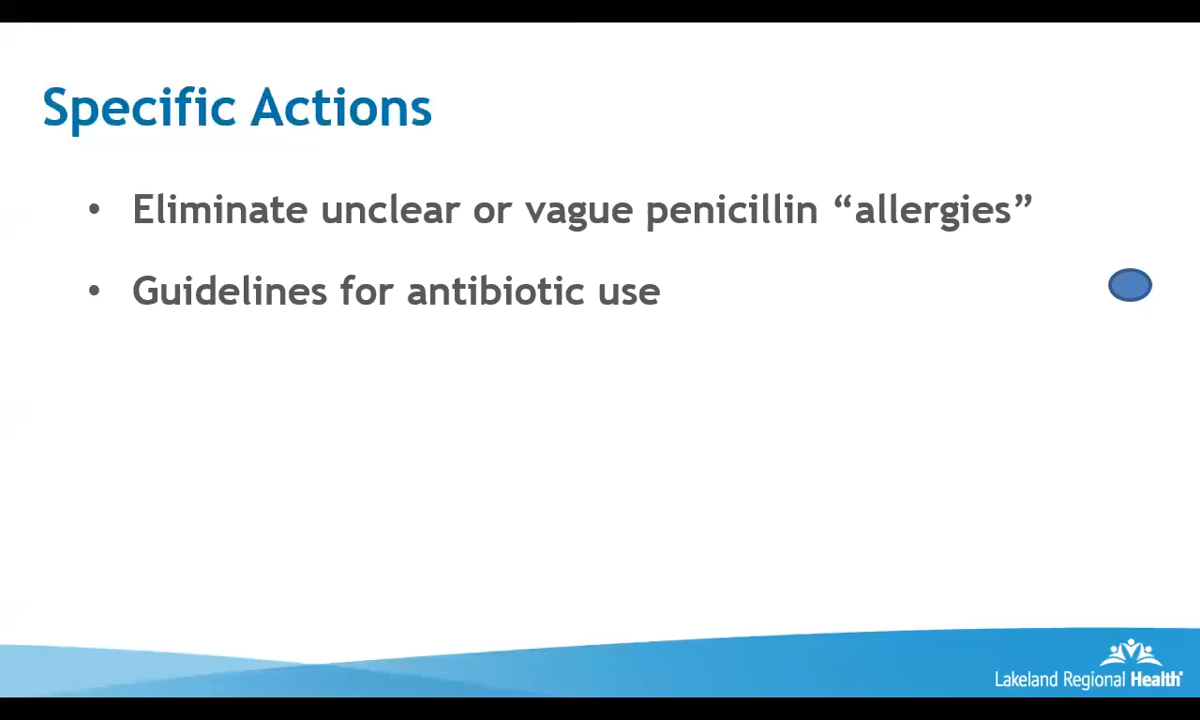 Specific Actions
• Eliminate unclear or vague penicillin “allergies”
• Guidelines for antibiotic use
Lakeland Regional Health